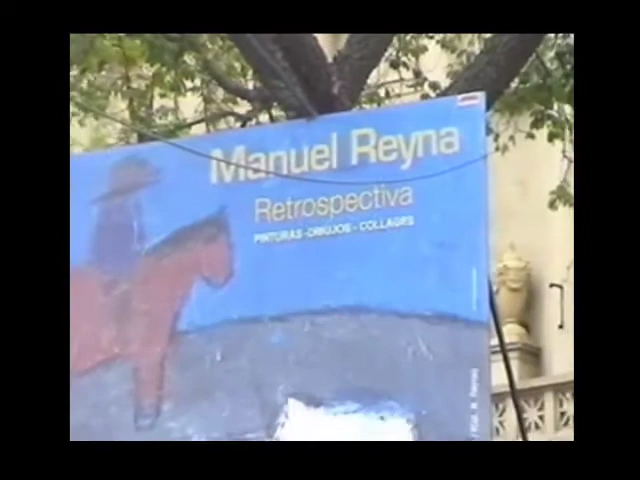 Manuel Reyna
Retrospectiva
PINTURAS - DIBUJOS - COLLAGES